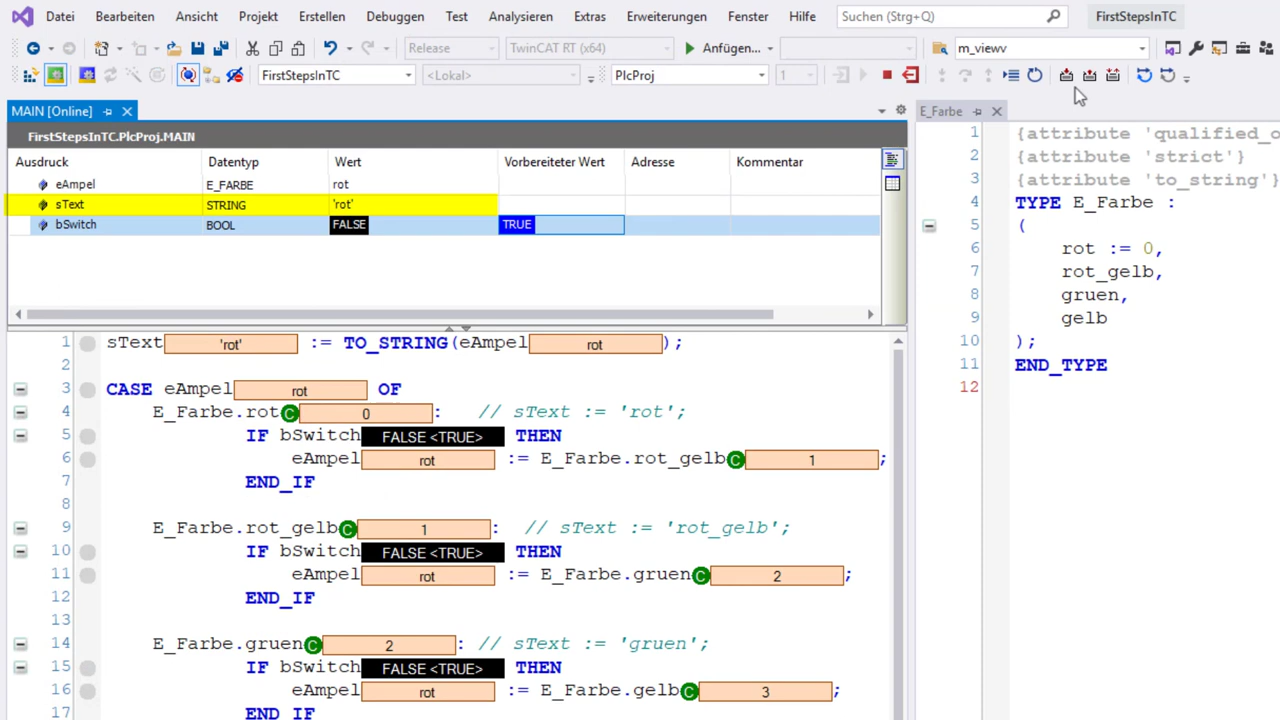 Datei Bearbeiten Ansicht Projekt Erstellen Debuggen Test Analysieren Extras Erweiterungen Fenster Hilfe Suchen (Strg+Q) FirstStepsInTC
Release TwinCAT RT (x64) Anfügen... m_viewv
FirstStepsInTC <Lokal> PlcProj 1
MAIN [Online]
FirstStepsInTC.PlcProj.MAIN
Ausdruck Datentyp Wert Vorbereiteter Wert Adresse Kommentar
eAmpel E_FARBE rot
sText STRING 'rot'
bSwitch BOOL FALSE TRUE
1 sText 'rot' := TO_STRING(eAmpel rot );
2
3 CASE eAmpel rot OF
4 E_Farbe.rot C 0 : // sText := 'rot';
5 IF bSwitch FALSE <TRUE> THEN
6 eAmpel rot := E_Farbe.rot_gelb C 1 ;
7 END_IF
8
9 E_Farbe.rot_gelb C 1 : // sText := 'rot_gelb';
10 IF bSwitch FALSE <TRUE> THEN
11 eAmpel rot := E_Farbe.gruen C 2 ;
12 END_IF
13
14 E_Farbe.gruen C 2 : // sText := 'gruen';
15 IF bSwitch FALSE <TRUE> THEN
16 eAmpel rot := E_Farbe.gelb C 3 ;
17 END_IF
E_Farbe
1 {attribute 'qualified_o
2 {attribute 'strict'}
3 {attribute 'to_string'}
4 TYPE E_Farbe :
5 (
6 rot := 0,
7 rot_gelb,
8 gruen,
9 gelb
10 );
11 END_TYPE
12